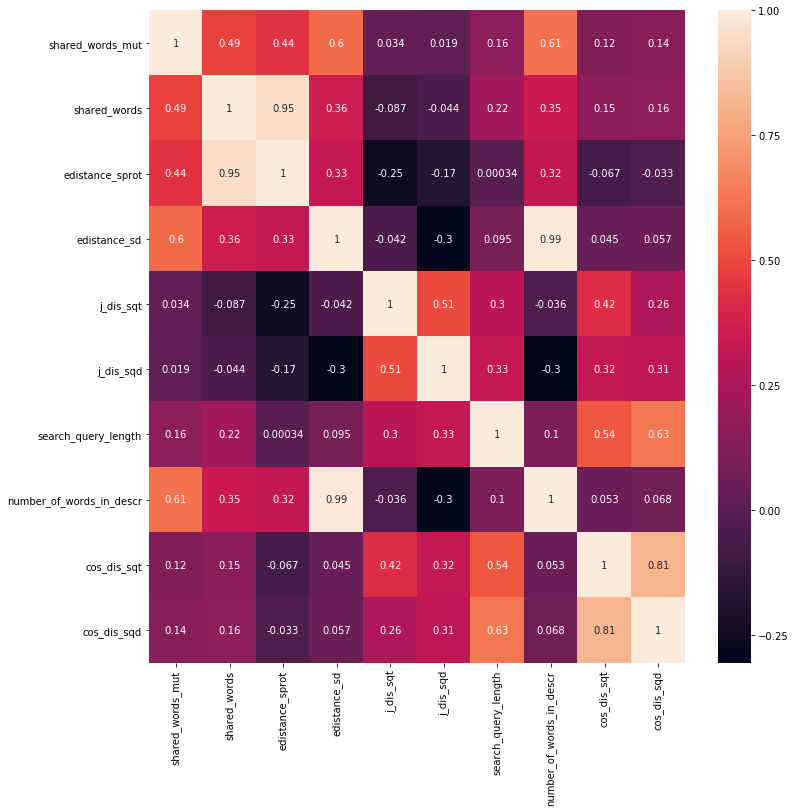 shared_words_mut 1 0.49 0.44 0.6 0.034 0.019 0.16 0.61 0.12 0.14
shared_words 0.49 1 0.95 0.36 -0.087 -0.044 0.22 0.35 0.15 0.16
edistance_sprot 0.44 0.95 1 0.33 -0.25 -0.17 0.00034 0.32 -0.067 -0.033
edistance_sd 0.6 0.36 0.33 1 -0.042 -0.3 0.095 0.99 0.045 0.057
j_dis_sqt 0.034 -0.087 -0.25 -0.042 1 0.51 0.3 -0.036 0.42 0.26
j_dis_sqd 0.019 -0.044 -0.17 -0.3 0.51 1 0.33 -0.3 0.32 0.31
search_query_length 0.16 0.22 0.00034 0.095 0.3 0.33 1 0.1 0.54 0.63
number_of_words_in_descr 0.61 0.35 0.32 0.99 -0.036 -0.3 0.1 1 0.053 0.068
cos_dis_sqt 0.12 0.15 -0.067 0.045 0.42 0.32 0.54 0.053 1 0.81
cos_dis_sqd 0.14 0.16 -0.033 0.057 0.26 0.31 0.63 0.068 0.81 1
shared_words_mut
shared_words
edistance_sprot
edistance_sd
j_dis_sqt
j_dis_sqd
search_query_length
number_of_words_in_descr
cos_dis_sqt
cos_dis_sqd
1.00
0.75
0.50
0.25
0.00
−0.25